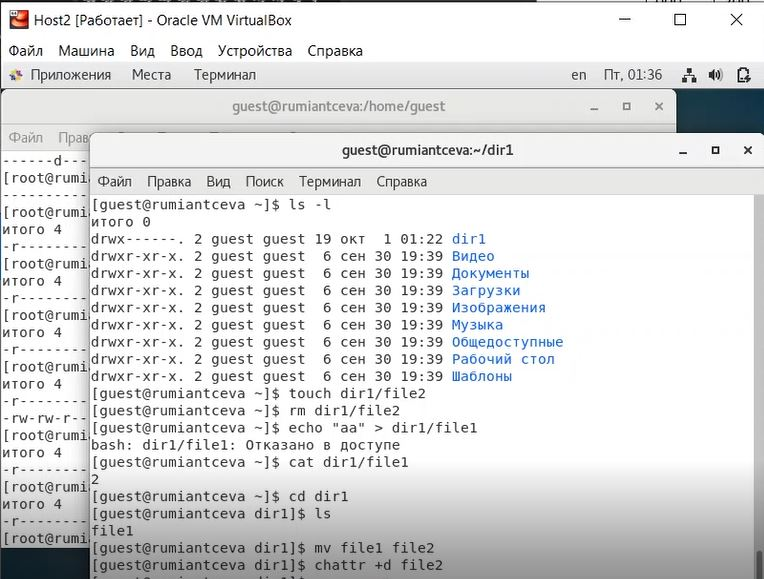 Host2 [Работает] - Oracle VM VirtualBox
Файл Машина Вид Ввод Устройства Справка
Приложения Места Терминал en Пт, 01:36
guest@rumiantceva:/home/guest
Файл
------d---
[root@rumi
----------
[root@rumi
итого 4
-r--------
[root@rumi
итого 4
-r--------
[root@rumi
итого 4
-r--------
[root@rumi
итого 4
-r--------
-rw-rw-r--
[root@rumi
итого 4
-r--------
[root@rumi
итого 4
-r--------
[root@rumi
guest@rumiantceva:~/dir1
Файл Правка Вид Поиск Терминал Справка
[guest@rumiantceva ~]$ ls -l
итого 0
drwx------. 2 guest guest 19 окт  1 01:22 dir1
drwxr-xr-x. 2 guest guest  6 сен 30 19:39 Видео
drwxr-xr-x. 2 guest guest  6 сен 30 19:39 Документы
drwxr-xr-x. 2 guest guest  6 сен 30 19:39 Загрузки
drwxr-xr-x. 2 guest guest  6 сен 30 19:39 Изображения
drwxr-xr-x. 2 guest guest  6 сен 30 19:39 Музыка
drwxr-xr-x. 2 guest guest  6 сен 30 19:39 Общедоступные
drwxr-xr-x. 2 guest guest  6 сен 30 19:39 Рабочий стол
drwxr-xr-x. 2 guest guest  6 сен 30 19:39 Шаблоны
[guest@rumiantceva ~]$ touch dir1/file2
[guest@rumiantceva ~]$ rm dir1/file2
[guest@rumiantceva ~]$ echo "aa" > dir1/file1
bash: dir1/file1: Отказано в доступе
[guest@rumiantceva ~]$ cat dir1/file1
2
[guest@rumiantceva ~]$ cd dir1
[guest@rumiantceva dir1]$ ls
file1
[guest@rumiantceva dir1]$ mv file1 file2
[guest@rumiantceva dir1]$ chattr +d file2